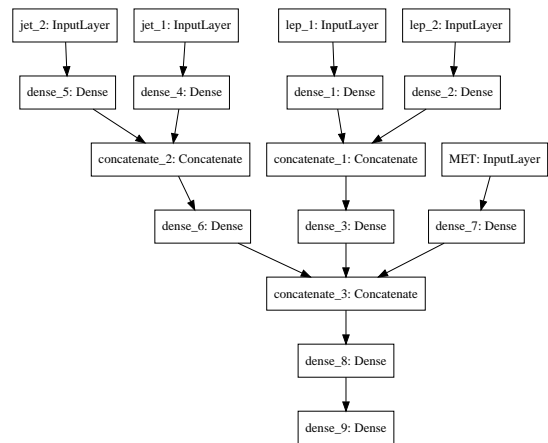 jet_2: InputLayer
jet_1: InputLayer
lep_1: InputLayer
lep_2: InputLayer
dense_5: Dense
dense_4: Dense
dense_1: Dense
dense_2: Dense
concatenate_2: Concatenate
concatenate_1: Concatenate
MET: InputLayer
dense_6: Dense
dense_3: Dense
dense_7: Dense
concatenate_3: Concatenate
dense_8: Dense
dense_9: Dense